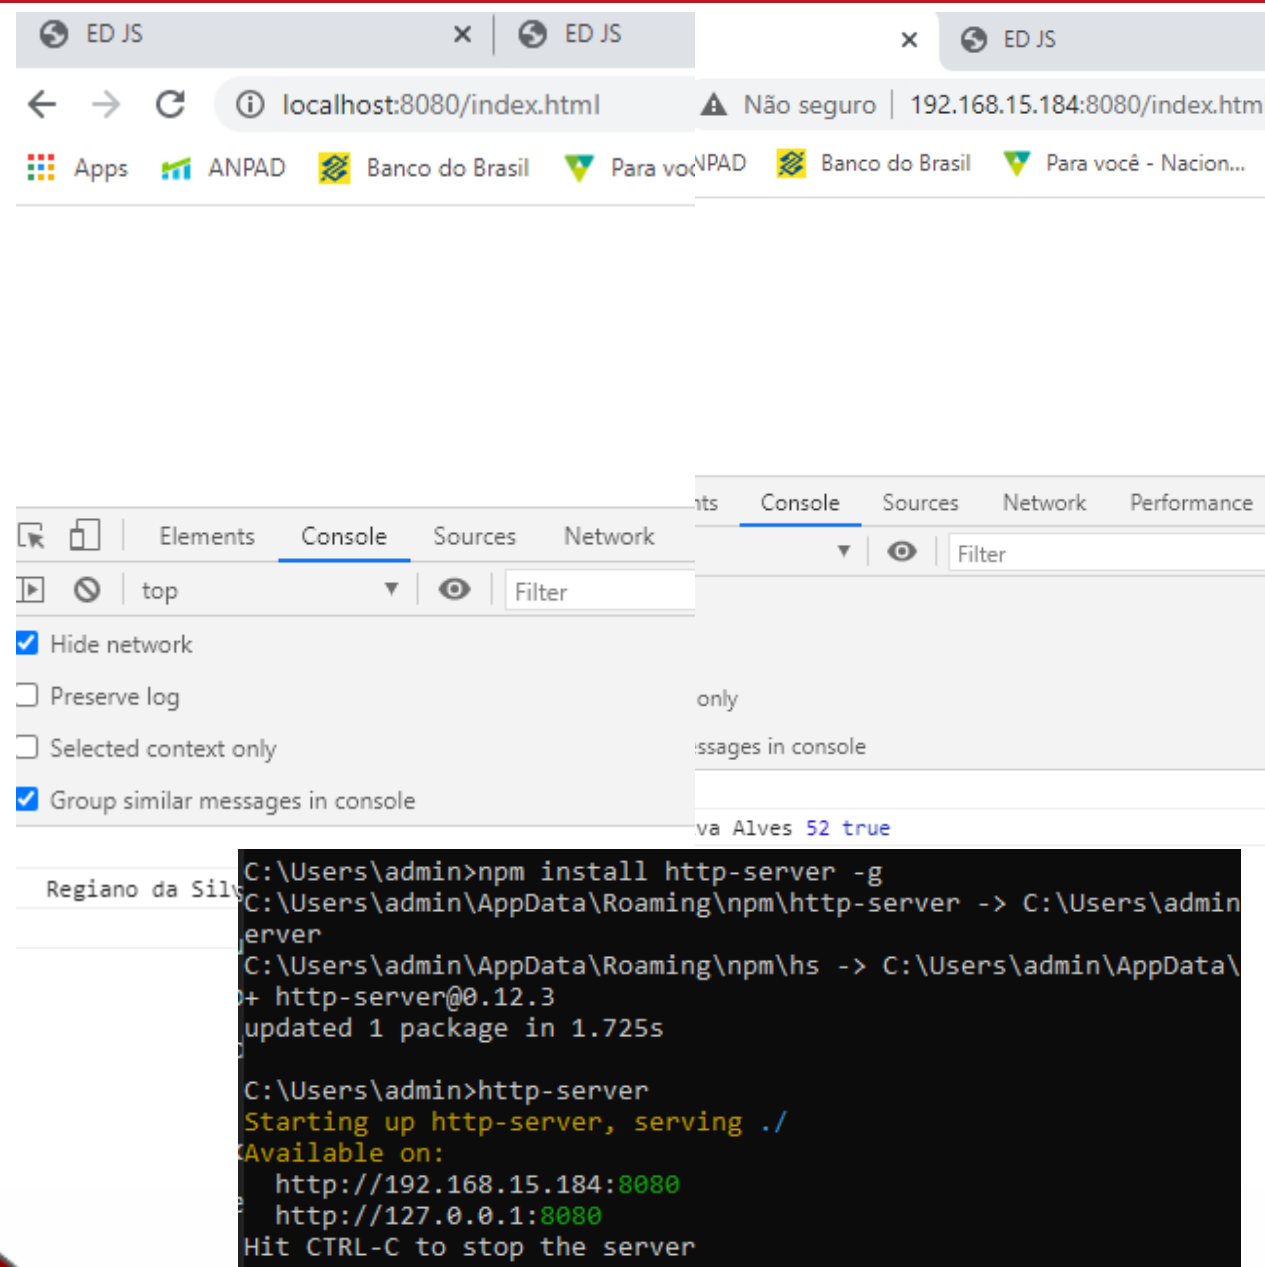 ED JS
ED JS
localhost:8080/index.html
Apps ANPAD Banco do Brasil Para voc
Elements Console Sources Network
top Filter
Hide network
Preserve log
Selected context only
Group similar messages in console
Regiano da Silv
ED JS
Não seguro 192.168.15.184:8080/index.htm
NPAD Banco do Brasil Para você - Nacion...
nts Console Sources Network Performance
Filter
only
essages in console
va Alves 52 true
C:\Users\admin>npm install http-server -g
C:\Users\admin\AppData\Roaming\npm\http-server -> C:\Users\admin
erver
C:\Users\admin\AppData\Roaming\npm\hs -> C:\Users\admin\AppData\
+ http-server@0.12.3
updated 1 package in 1.725s
C:\Users\admin>http-server
Starting up http-server, serving ./
Available on:
http://192.168.15.184:8080
http://127.0.0.1:8080
Hit CTRL-C to stop the server